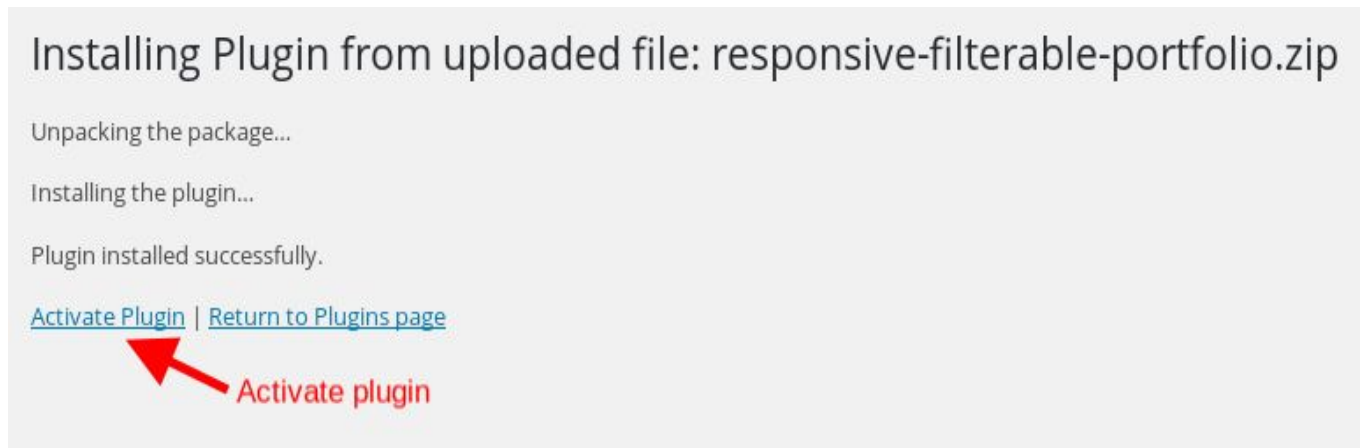 Installing Plugin from uploaded file: responsive-filterable-portfolio.zip
Unpacking the package...
Installing the plugin...
Plugin installed successfully.
Activate Plugin | Return to Plugins page
Activate plugin